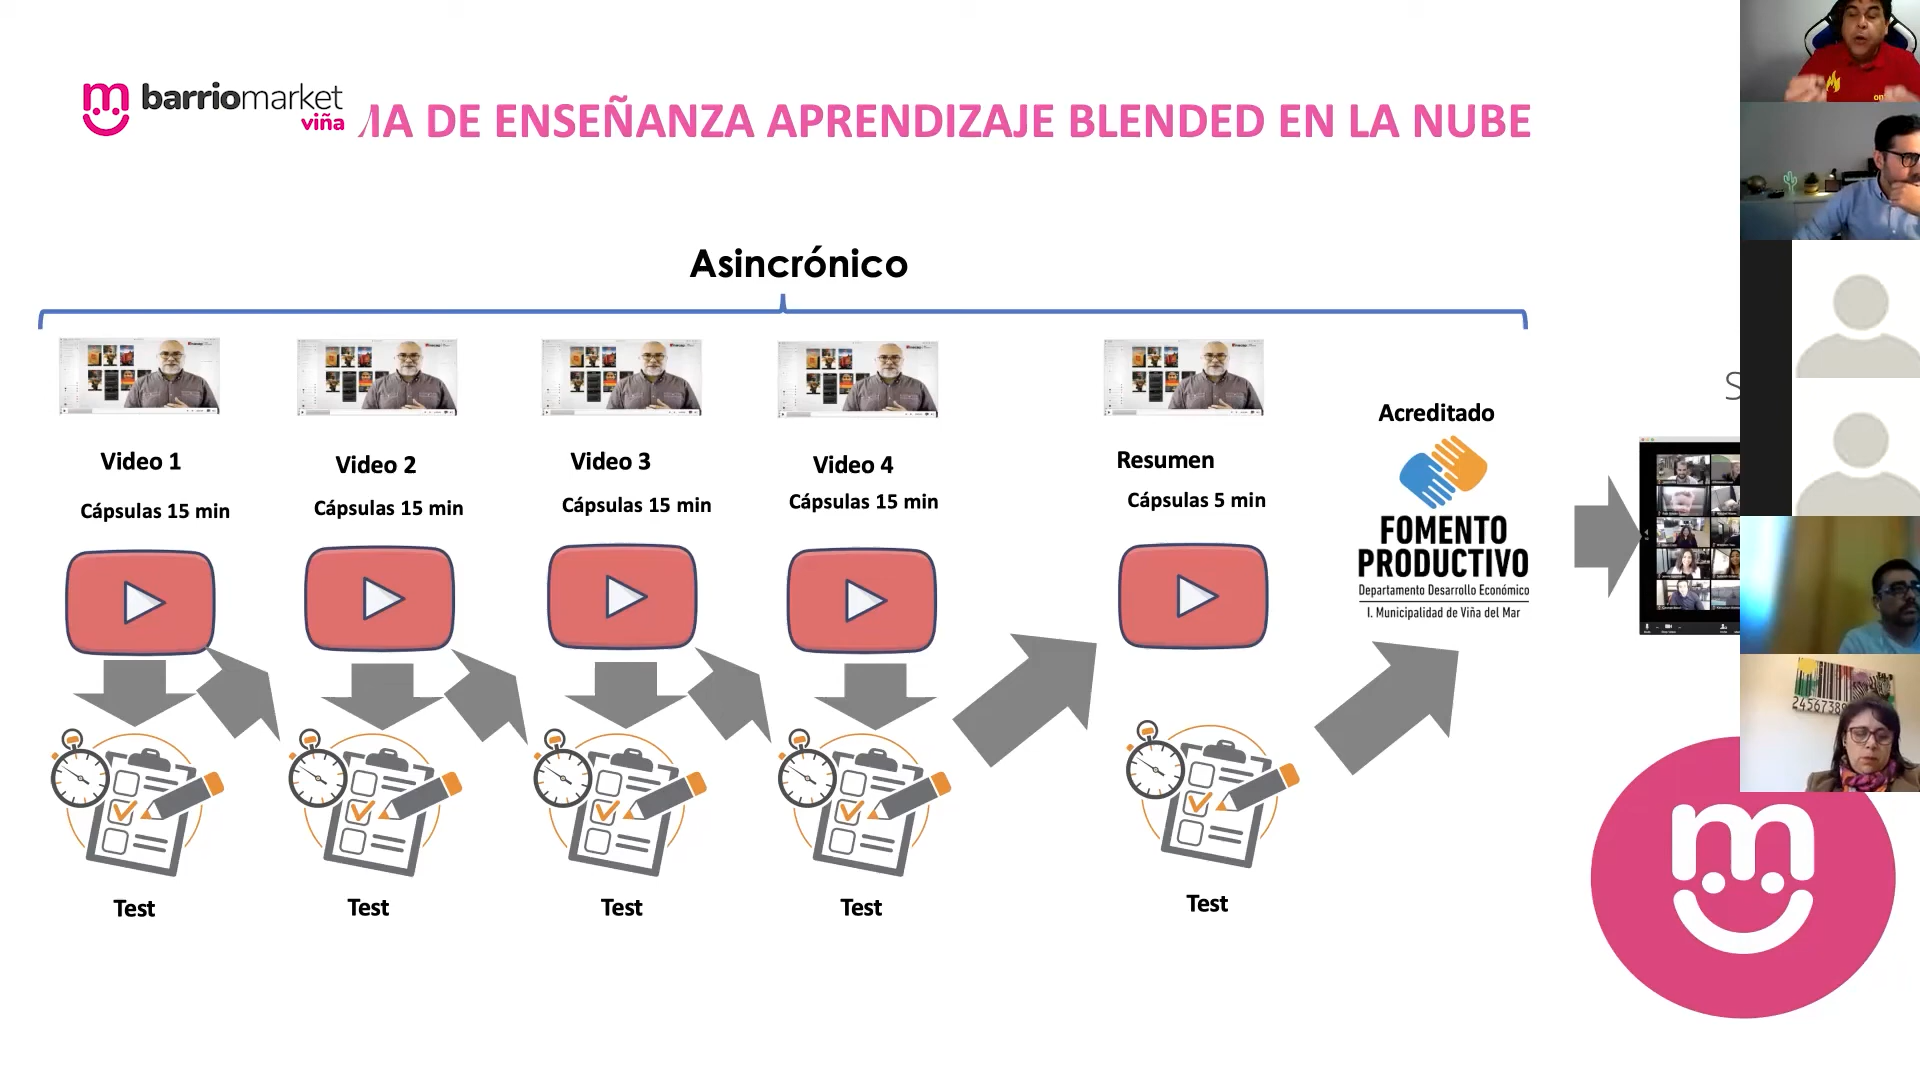 barriomarket
viña
MA DE ENSEÑANZA APRENDIZAJE BLENDED EN LA NUBE
Asincrónico
Video 1
Video 2
Video 3
Video 4
Resumen
Acreditado
Cápsulas 15 min
Cápsulas 15 min
Cápsulas 15 min
Cápsulas 15 min
Cápsulas 5 min
FOMENTO
PRODUCTIVO
Departamento Desarrollo Económico
I. Municipalidad de Viña del Mar
S
Test
Test
Test
Test
Test
m